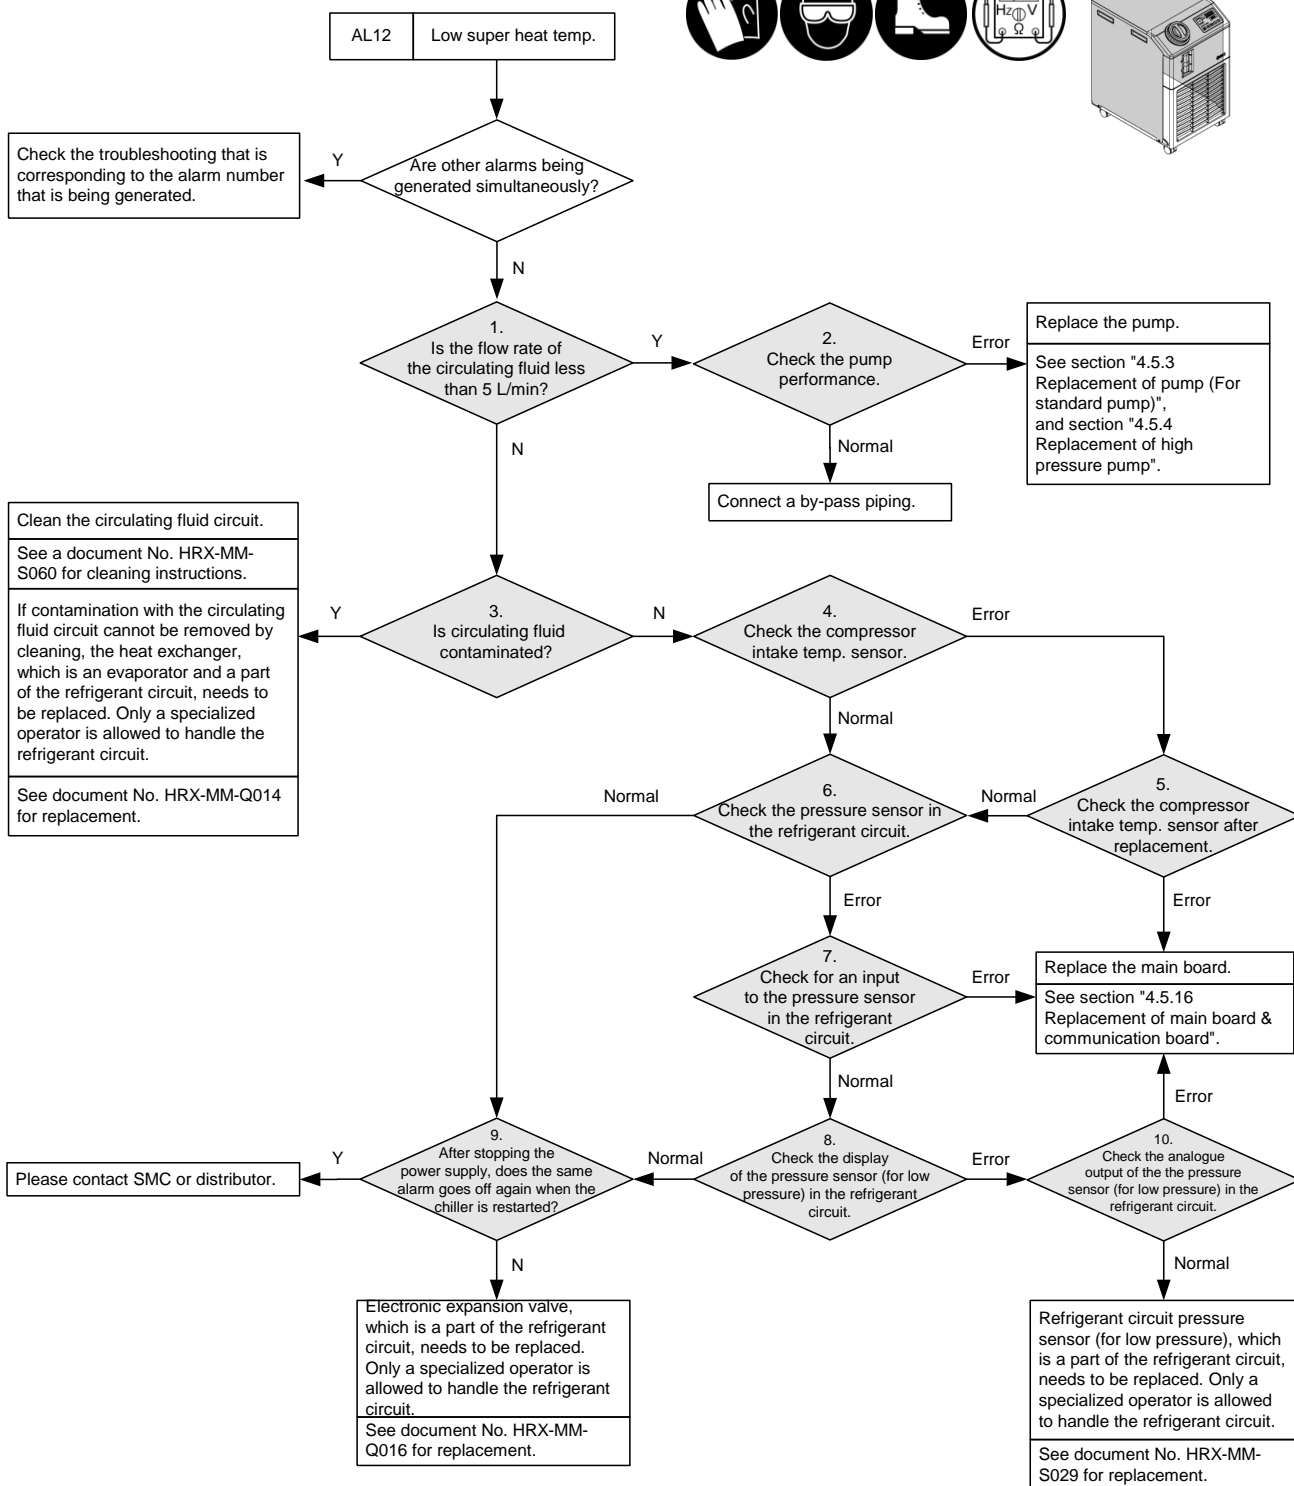 AL12
Low super heat temp.
Hz V
Ω
Are other alarms being
generated simultaneously?
Y
Check the troubleshooting that is
corresponding to the alarm number
that is being generated.
N
1.
Is the flow rate of
the circulating fluid less
than 5 L/min?
Y
2.
Check the pump
performance.
Error
Replace the pump.
See section "4.5.3
Replacement of pump (For
standard pump)",
and section "4.5.4
Replacement of high
pressure pump".
Normal
Connect a by-pass piping.
N
3.
Is circulating fluid
contaminated?
Y
Clean the circulating fluid circuit.
See a document No. HRX-MM-
S060 for cleaning instructions.
If contamination with the circulating
fluid circuit cannot be removed by
cleaning, the heat exchanger,
which is an evaporator and a part
of the refrigerant circuit, needs to
be replaced. Only a specialized
operator is allowed to handle the
refrigerant circuit.
See document No. HRX-MM-Q014
for replacement.
N
4.
Check the compressor
intake temp. sensor.
Error
Normal
5.
Check the compressor
intake temp. sensor after
replacement.
Normal
6.
Check the pressure sensor in
the refrigerant circuit.
Normal
Error
Error
7.
Check for an input
to the pressure sensor
in the refrigerant
circuit.
Error
Replace the main board.
See section "4.5.16
Replacement of main board &
communication board".
Normal
Error
8.
Check the display
of the pressure sensor (for low
pressure) in the refrigerant
circuit.
Normal
Error
9.
After stopping the
power supply, does the same
alarm goes off again when the
chiller is restarted?
Y
Please contact SMC or distributor.
N
Electronic expansion valve,
which is a part of the refrigerant
circuit, needs to be replaced.
Only a specialized operator is
allowed to handle the refrigerant
circuit.
See document No. HRX-MM-
Q016 for replacement.
10.
Check the analogue
output of the the pressure
sensor (for low pressure) in the
refrigerant circuit.
Normal
Refrigerant circuit pressure
sensor (for low pressure), which
is a part of the refrigerant circuit,
needs to be replaced. Only a
specialized operator is allowed
to handle the refrigerant circuit.
See document No. HRX-MM-
S029 for replacement.